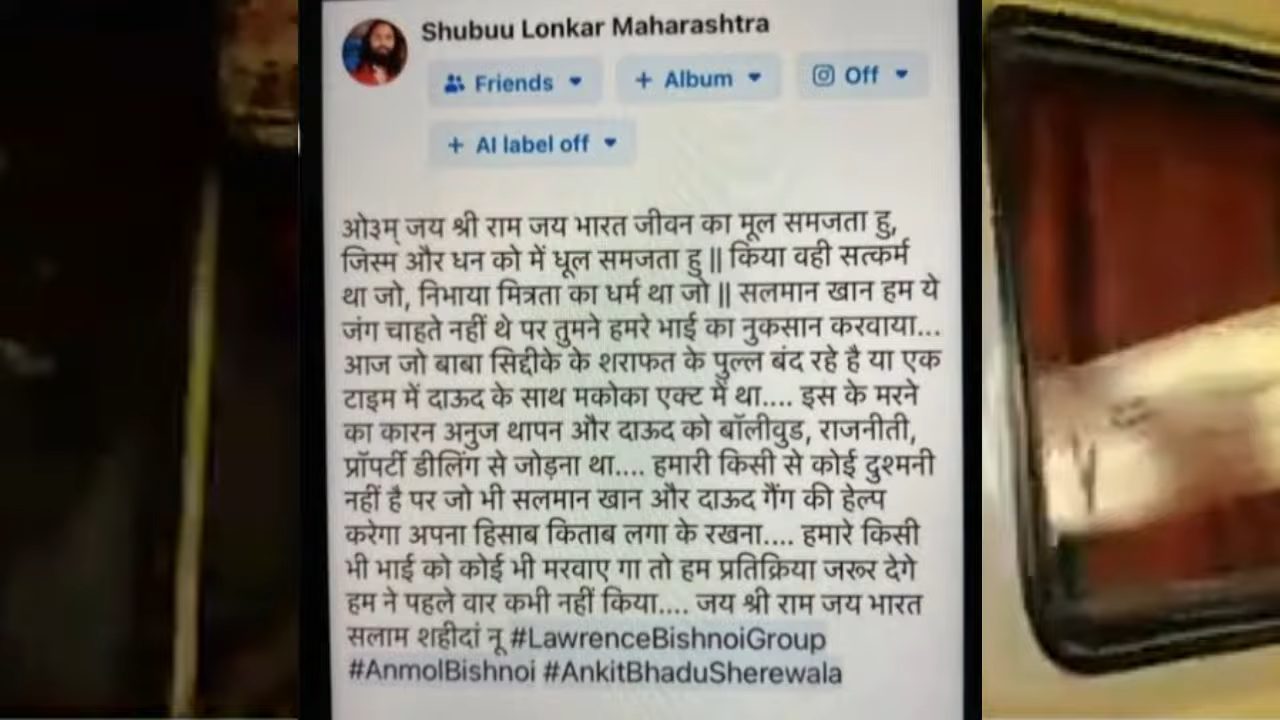 Shubuu Lonkar Maharashtra
Friends
+ Album
Off
+ AI label off
ओ३म् जय श्री राम जय भारत जीवन का मूल समजता हु,
जिस्म और धन को में धूल समजता हु || किया वही सत्कर्म
था जो, निभाया मित्रता का धर्म था जो || सलमान खान हम ये
जंग चाहते नहीं थे पर तुमने हमरे भाई का नुकसान करवाया...
आज जो बाबा सिद्दीके के शराफत के पुल्ल बंद रहे है या एक
टाइम में दाऊद के साथ मकोका एक्ट में था.... इस के मरने
का कारन अनुज थापन और दाऊद को बॉलीवुड, राजनीती,
प्रॉपर्टी डीलिंग से जोड़ना था.... हमारी किसी से कोई दुश्मनी
नहीं है पर जो भी सलमान खान और दाऊद गैंग की हेल्प
करेगा अपना हिसाब किताब लगा के रखना.... हमारे किसी
भी भाई को कोई भी मरवाए गा तो हम प्रतिक्रिया जरूर देगे
हम ने पहले वार कभी नहीं किया.... जय श्री राम जय भारत
सलाम शहीदां नू #LawrenceBishnoiGroup
#AnmolBishnoi #AnkitBhaduSherewala